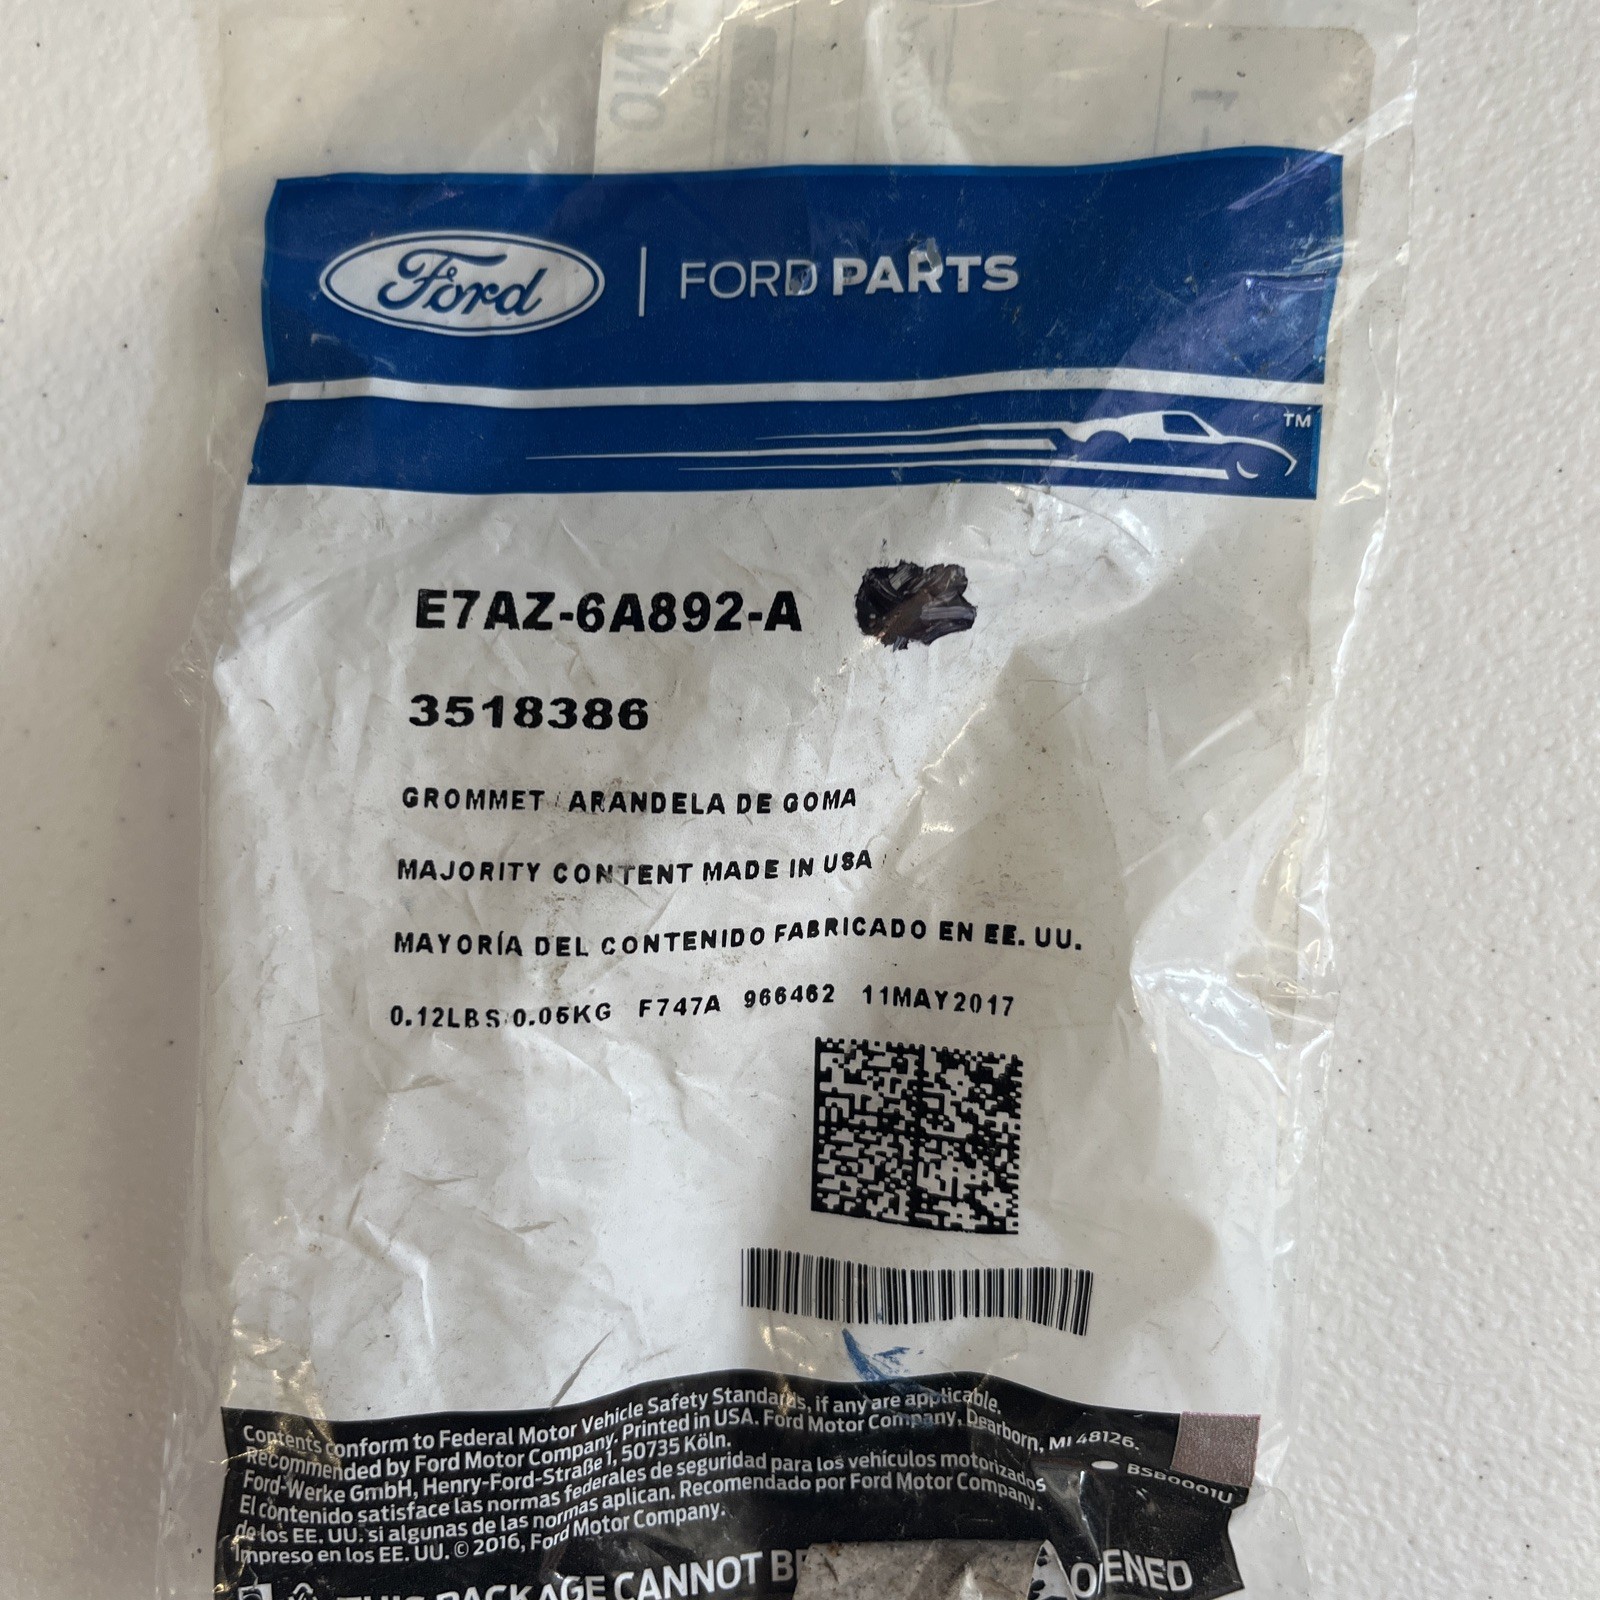 Ford | FORD PARTS
TM
E7AZ-6A892-A
3518386
GROMMET / ARANDELA DE GOMA
MAJORITY CONTENT MADE IN USA
MAYORÍA DEL CONTENIDO FABRICADO EN EE. UU.
0.12LBS/0.05KG F747A 966462 11MAY2017
Contents conform to Federal Motor Vehicle Safety Standards, if any are applicable.
Recommended by Ford Motor Company. Printed in USA. Ford Motor Company, Dearborn, MI 48126.
Ford-Werke GmbH, Henry-Ford-Straße 1, 50735 Köln.
El contenido satisface las normas federales de seguridad para los vehículos motorizados
de los EE. UU. si algunas de las normas aplican. Recomendado por Ford Motor Company.
Impreso en los EE. UU. © 2016, Ford Motor Company.
BSB0001U
THIS PACKAGE CANNOT BE OPENED